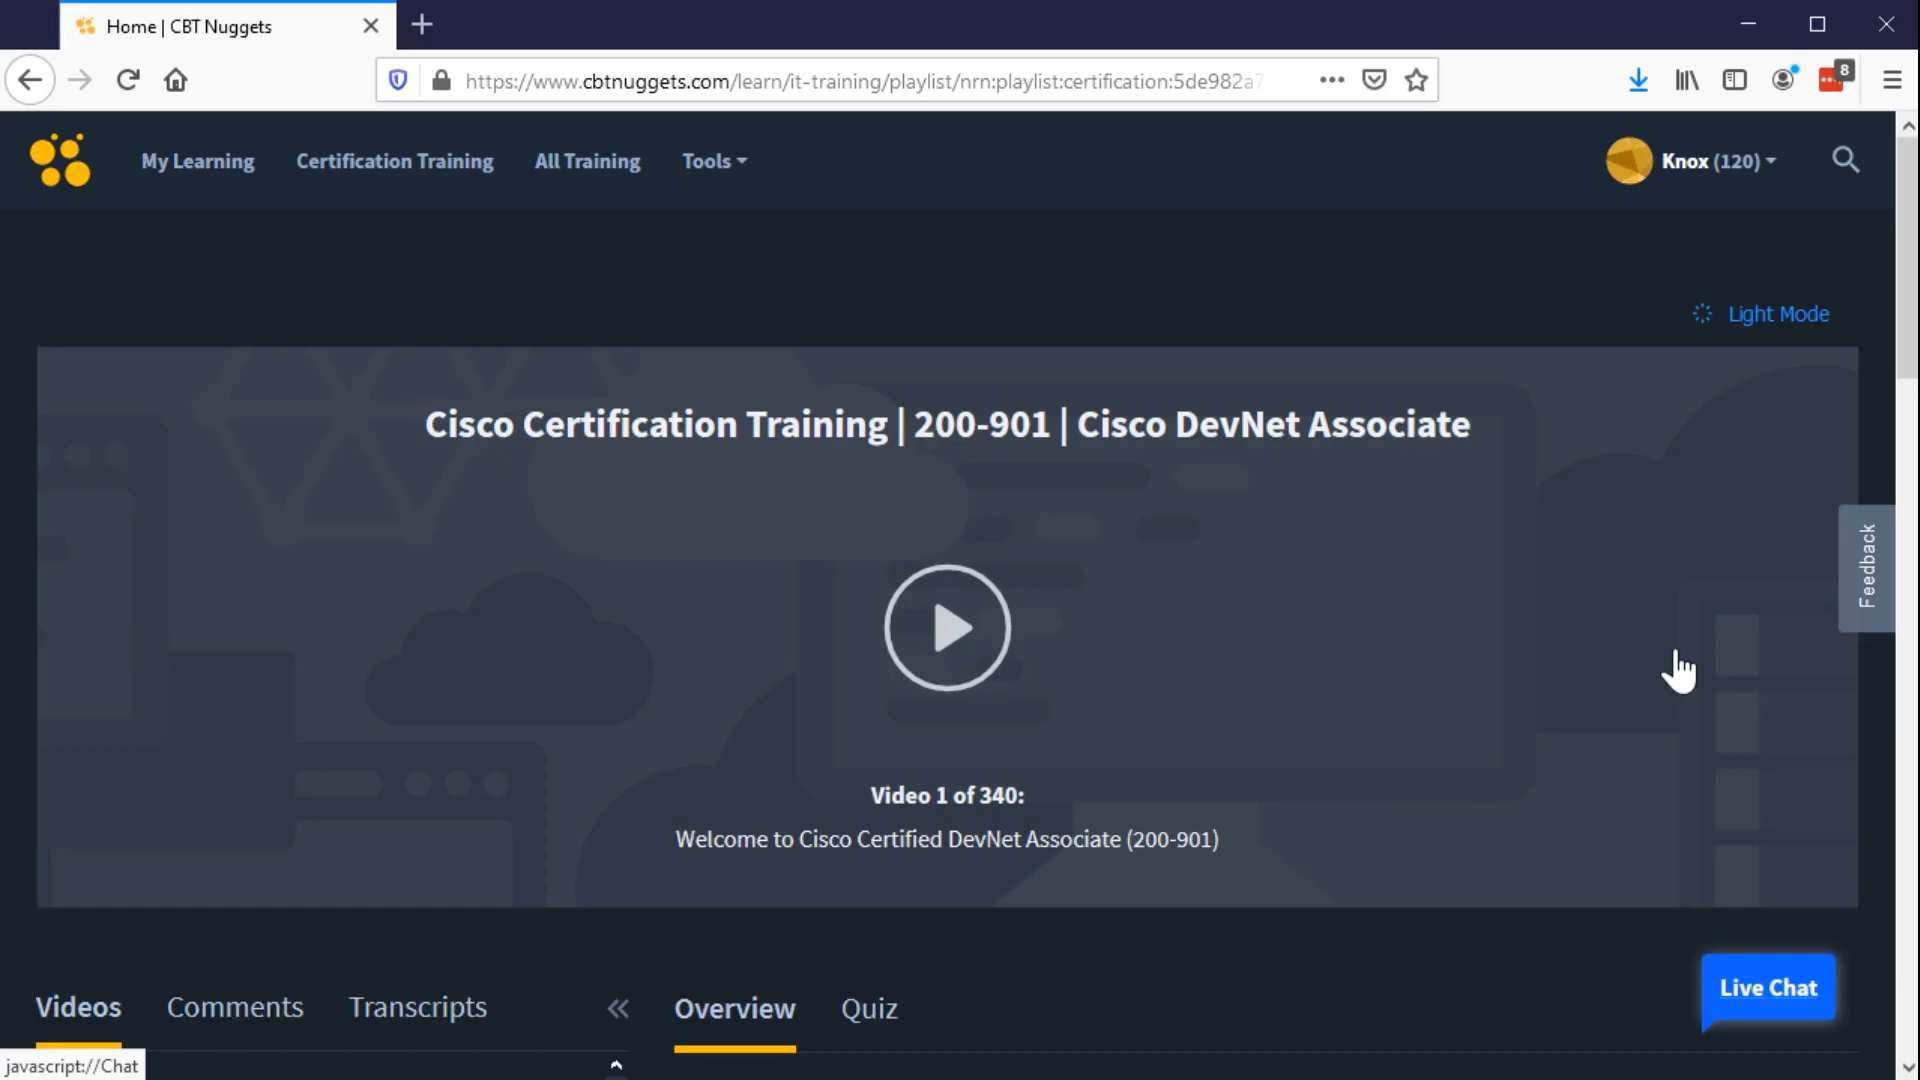 Home | CBT Nuggets
https://www.cbtnuggets.com/learn/it-training/playlist/nrn:playlist:certification:5de982a7
8
My Learning
Certification Training
All Training
Tools
Knox (120)
Light Mode
Cisco Certification Training | 200-901 | Cisco DevNet Associate
Feedback
Video 1 of 340:
Welcome to Cisco Certified DevNet Associate (200-901)
Live Chat
Videos
Comments
Transcripts
Overview
Quiz
javascript://Chat